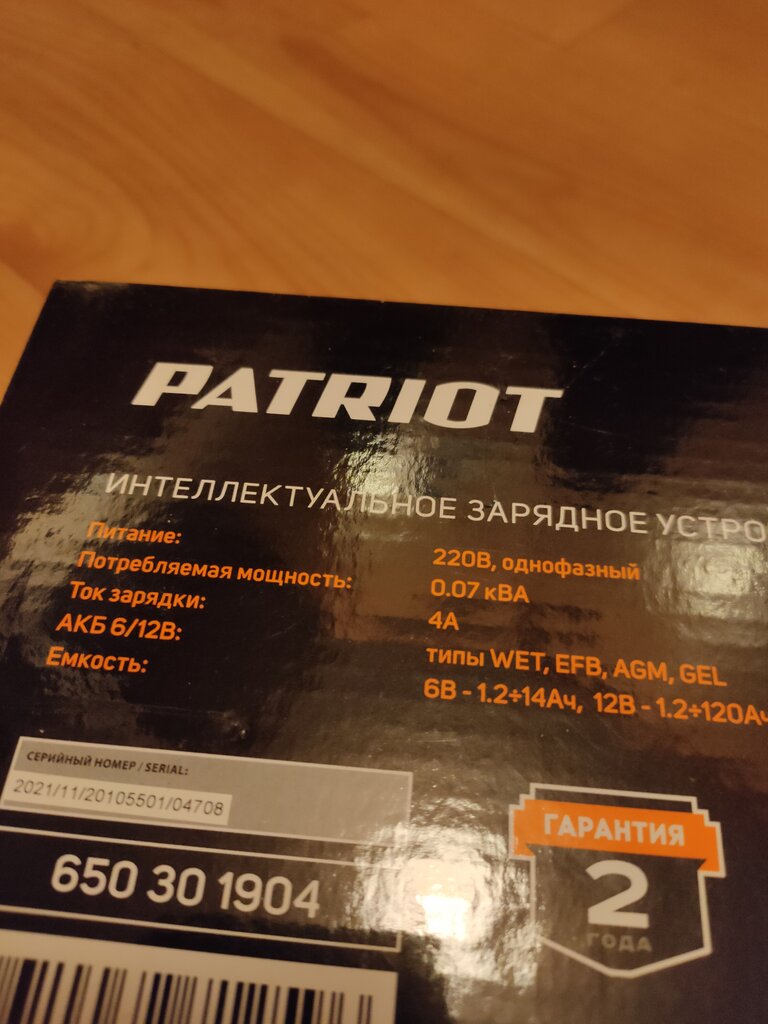 PATRIOT
ИНТЕЛЛЕКТУАЛЬНОЕ ЗАРЯДНОЕ УСТРО
Питание: 220В, однофазный
Потребляемая мощность: 0.07 кВА
Ток зарядки: 4А
АКБ 6/12В: типы WET, EFB, AGM, GEL
Емкость: 6В - 1.2÷14Ач, 12В - 1.2÷120Ач
СЕРИЙНЫЙ НОМЕР / SERIAL:
2021/11/20105501/04708
650 30 1904
ГАРАНТИЯ
2
ГОДА